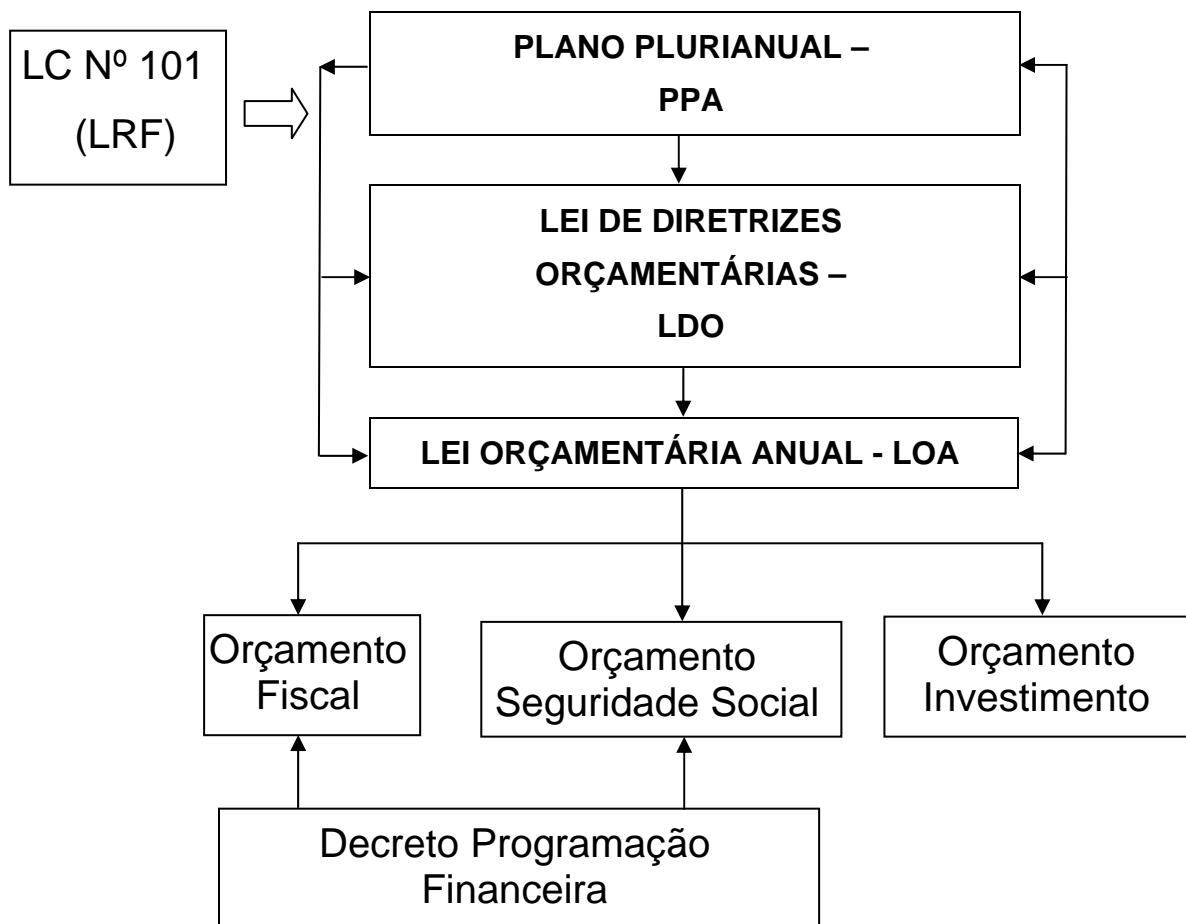 LC Nº 101
(LRF)
PLANO PLURIANUAL –
PPA
LEI DE DIRETRIZES
ORÇAMENTÁRIAS –
LDO
LEI ORÇAMENTÁRIA ANUAL - LOA
Orçamento
Fiscal
Orçamento
Seguridade Social
Orçamento
Investimento
Decreto Programação
Financeira